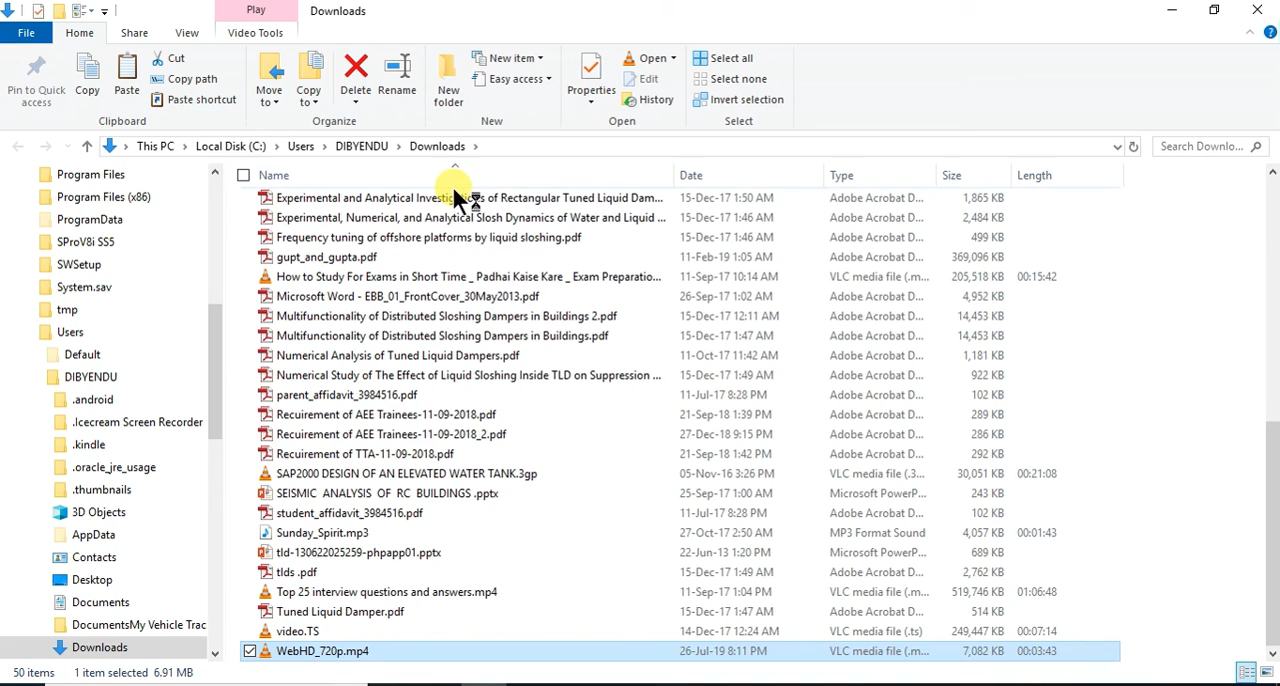 Play
Downloads
File
Home
Share
View
Video Tools
Pin to Quick
access
Copy
Paste
Cut
Copy path
Paste shortcut
Clipboard
Move
to
Copy
to
Delete
Rename
Organize
New
folder
New item
Easy access
New
Properties
Open
Edit
History
Open
Select all
Select none
Invert selection
Select
This PC
Local Disk (C:)
Users
DIBYENDU
Downloads
Search Downlo...
Program Files
Program Files (x86)
ProgramData
SProV8i SS5
SWSetup
System.sav
tmp
Users
Default
DIBYENDU
.android
.Icecream Screen Recorder
.kindle
.oracle_jre_usage
.thumbnails
3D Objects
AppData
Contacts
Desktop
Documents
DocumentsMy Vehicle Trac
Downloads
Name Date Type Size Length
Experimental and Analytical of Rectangular Tuned Liquid Dam... 15-Dec-17 1:50 AM Adobe Acrobat D... 1,865 KB
Experimental, Numerical, and Analytical Slosh Dynamics of Water and Liquid ... 15-Dec-17 1:46 AM Adobe Acrobat D... 2,484 KB
Frequency tuning of offshore platforms by liquid sloshing.pdf 15-Dec-17 1:46 AM Adobe Acrobat D... 499 KB
gupt_and_gupta.pdf 11-Feb-19 1:05 AM Adobe Acrobat D... 369,096 KB
How to Study For Exams in Short Time _ Padhai Kaise Kare _ Exam Preparatio... 11-Sep-17 10:14 AM VLC media file (.m... 205,518 KB 00:15:42
Microsoft Word - EBB_01_FrontCover_30May2013.pdf 26-Sep-17 1:02 AM Adobe Acrobat D... 4,952 KB
Multifunctionality of Distributed Sloshing Dampers in Buildings 2.pdf 15-Dec-17 12:11 AM Adobe Acrobat D... 14,453 KB
Multifunctionality of Distributed Sloshing Dampers in Buildings.pdf 15-Dec-17 1:47 AM Adobe Acrobat D... 14,453 KB
Numerical Analysis of Tuned Liquid Dampers.pdf 11-Oct-17 11:42 AM Adobe Acrobat D... 1,181 KB
Numerical Study of The Effect of Liquid Sloshing Inside TLD on Suppression ... 15-Dec-17 1:49 AM Adobe Acrobat D... 922 KB
parent_affidavit_3984516.pdf 11-Jul-17 8:28 PM Adobe Acrobat D... 102 KB
Recuirement of AEE Trainees-11-09-2018.pdf 21-Sep-18 1:39 PM Adobe Acrobat D... 289 KB
Recuirement of AEE Trainees-11-09-2018_2.pdf 27-Dec-18 9:15 PM Adobe Acrobat D... 286 KB
Recuirement of TTA-11-09-2018.pdf 21-Sep-18 1:42 PM Adobe Acrobat D... 292 KB
SAP2000 DESIGN OF AN ELEVATED WATER TANK.3gp 05-Nov-16 3:26 PM VLC media file (.3... 30,051 KB 00:21:08
SEISMIC ANALYSIS OF RC BUILDINGS .pptx 25-Sep-17 1:00 AM Microsoft PowerP... 243 KB
student_affidavit_3984516.pdf 11-Jul-17 8:28 PM Adobe Acrobat D... 102 KB
Sunday_Spirit.mp3 27-Oct-17 2:50 AM MP3 Format Sound 4,057 KB 00:01:43
tld-130622025259-phpapp01.pptx 22-Jun-13 1:20 PM Microsoft PowerP... 689 KB
tlds .pdf 15-Dec-17 1:49 AM Adobe Acrobat D... 2,762 KB
Top 25 interview questions and answers.mp4 11-Sep-17 1:04 PM VLC media file (.m... 519,746 KB 01:06:48
Tuned Liquid Damper.pdf 15-Dec-17 1:47 AM Adobe Acrobat D... 514 KB
video.TS 14-Dec-17 12:24 AM VLC media file (.ts) 249,447 KB 00:07:14
WebHD_720p.mp4 26-Jul-19 8:11 PM VLC media file (.m... 7,082 KB 00:03:43
50 items 1 item selected 6.91 MB